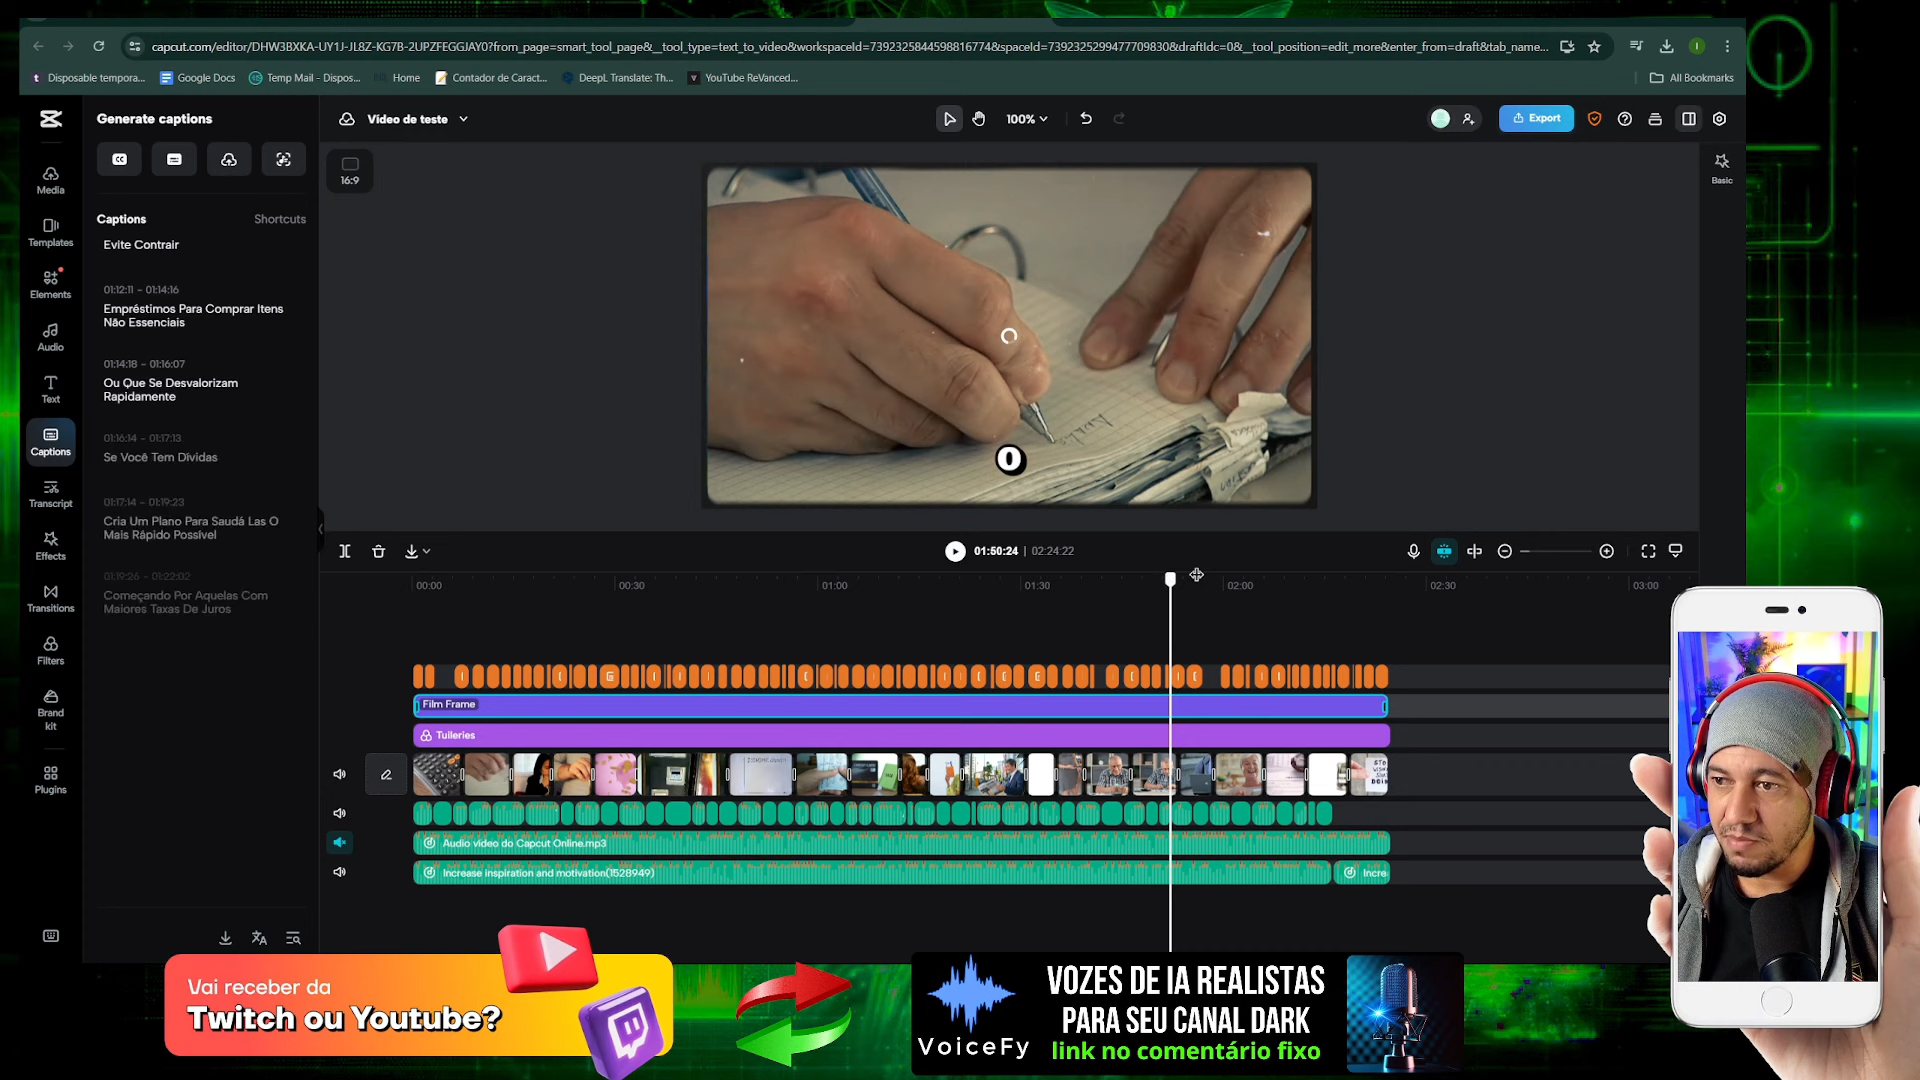 capcut.com/editor/DHW3BXKA-UY1J-JL8Z-KG7B-2UPZFEGGJAY0?from_page=smart_tool_page&__tool_type=text_to_video&workspaceId=7392325844598816774&spaceId=7392325299477709830&draftIdc=0&__tool_position=edit_more&enter_from=draft&tab_name...
Disposable tempora...
Google Docs
Temp Mail - Dispos...
Home
Contador de Caract...
DeepL Translate: Th...
YouTube ReVanced...
All Bookmarks
Generate captions
Vídeo de teste
100%
Export
16:9
Basic
Media
Templates
Elements
Audio
Text
Captions
Transcript
Effects
Transitions
Filters
Brand
kit
Plugins
Captions
Shortcuts
Evite Contrair
01:12:11 – 01:14:16
Empréstimos Para Comprar Itens
Não Essenciais
01:14:18 – 01:16:07
Ou Que Se Desvalorizam
Rapidamente
01:16:14 – 01:17:13
Se Você Tem Dívidas
01:17:14 – 01:19:23
Cria Um Plano Para Saudá Las O
Mais Rápido Possível
01:19:26 – 01:22:02
Começando Por Aquelas Com
Maiores Taxas De Juros
O
01:50:24 | 02:24:22
00:00
00:30
01:00
01:30
02:00
02:30
03:00
Film Frame
Tuileries
Audio vídeo do Capcut Online.mp3
Increase inspiration and motivation(1528949)
Incre
Vai receber da
Twitch ou Youtube?
VoiceFy
VOZES DE IA REALISTAS
PARA SEU CANAL DARK
link no comentário fixo